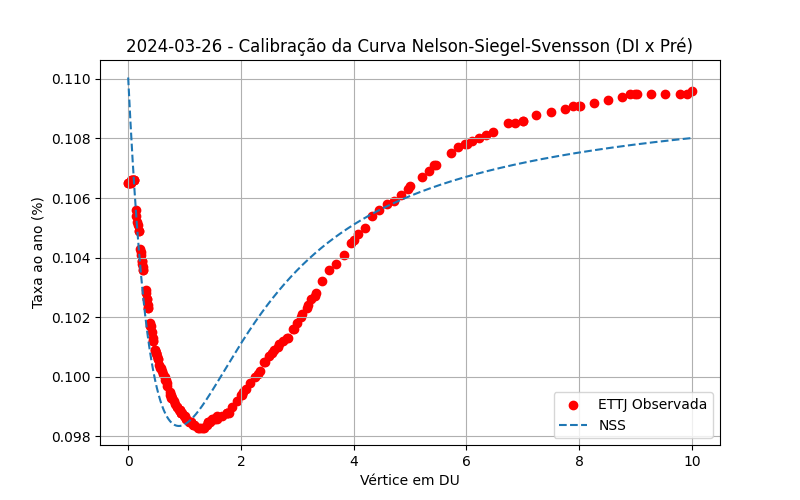 2024-03-26 - Calibração da Curva Nelson-Siegel-Svensson (DI x Pré)
0.110
0.108
0.106
0.104
0.102
0.100
0.098
Taxa ao ano (%)
ETTJ Observada
NSS
0
2
4
6
8
10
Vértice em DU